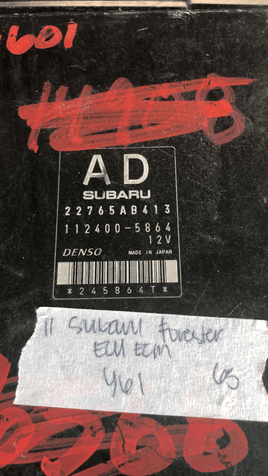 601
AD
SUBARU
22765AB413
112400-5864
12V
DENSO MADE IN JAPAN
*245864T*
11 Subaru Forester
ECU ECM
Y61 65